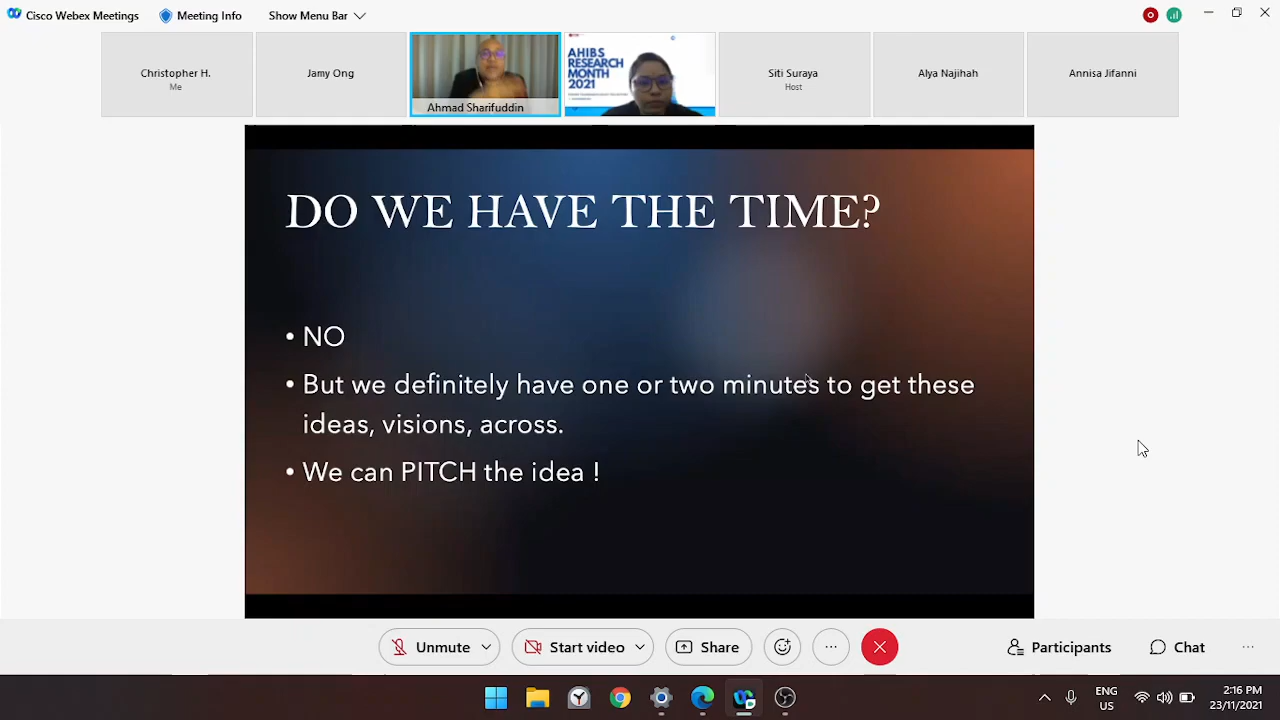 Cisco Webex Meetings
Meeting Info
Show Menu Bar
Christopher H.
Me
Jamy Ong
Ahmad Sharifuddin
AHIBS
RESEARCH
MONTH
2021
Siti Suraya
Host
Alya Najihah
Annisa Jifanni
DO WE HAVE THE TIME?
• NO
• But we definitely have one or two minutes to get these
ideas, visions, across.
• We can PITCH the idea !
Unmute
Start video
Share
Participants
Chat
ENG
US
2:16 PM
23/11/2021